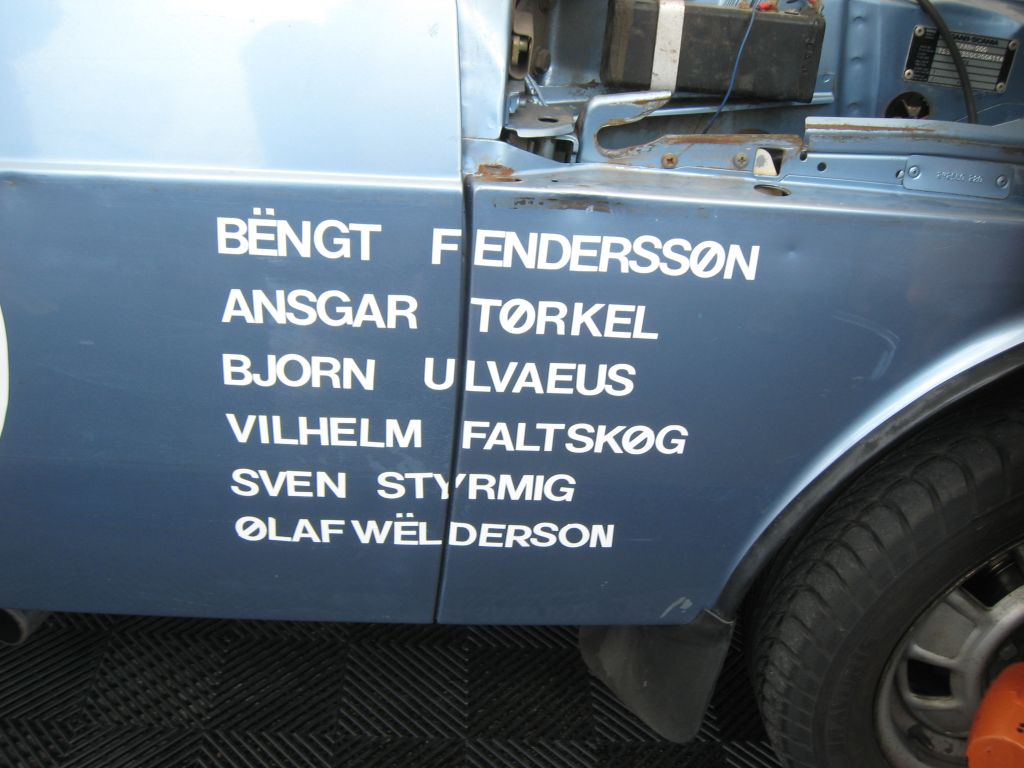 BËNGT FENDERSSØN
ANSGAR TØRKEL
BJORN ULVAEUS
VILHELM FALTSKØG
SVEN STYRMIG
ØLAF WËLDERSON